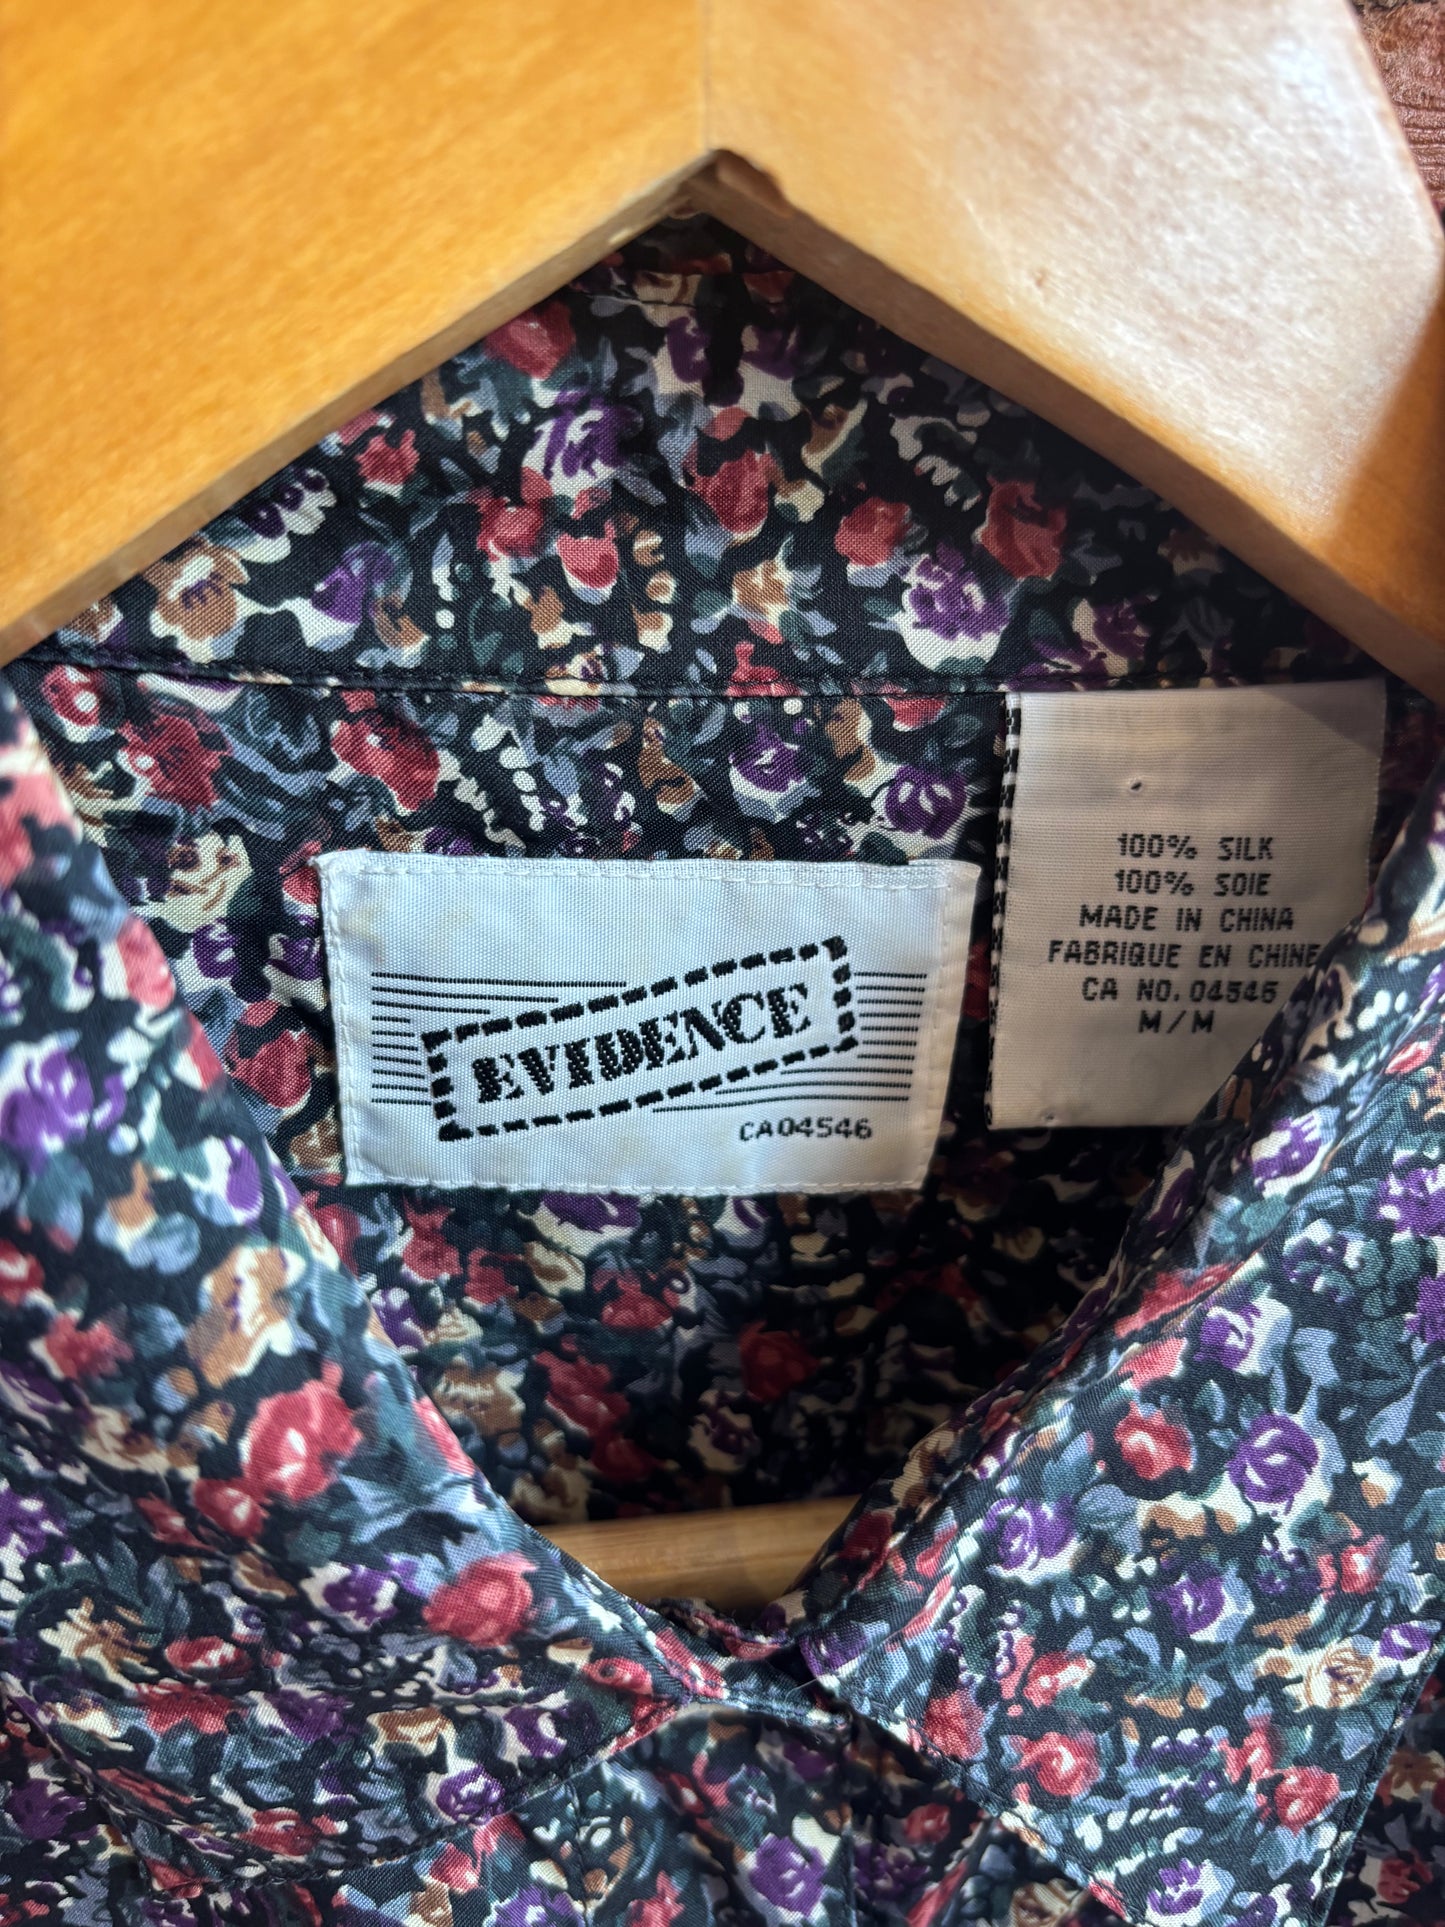 EVIDENCE
CA04546
100% SILK
100% SOIE
MADE IN CHINA
FABRIQUE EN CHINE
CA NO. 04546
M/M